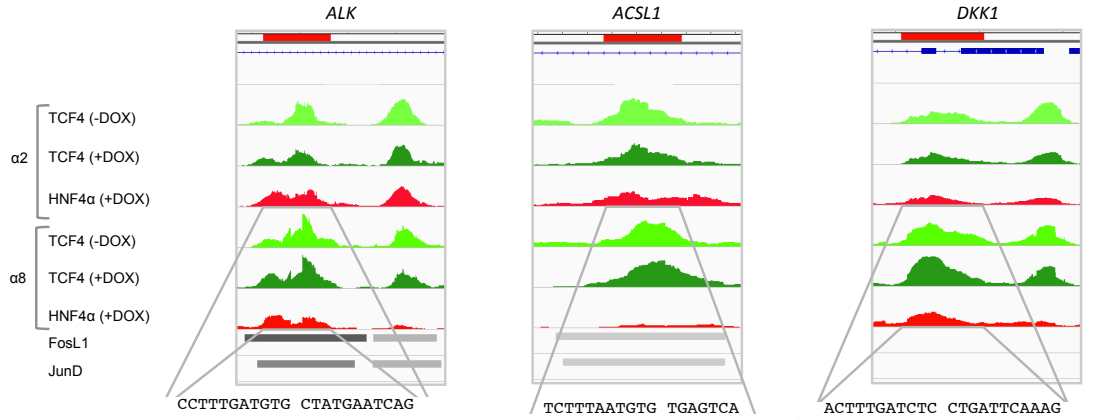 ALK ACSL1 DKK1
α2
TCF4 (-DOX)
TCF4 (+DOX)
HNF4α (+DOX)
α8
TCF4 (-DOX)
TCF4 (+DOX)
HNF4α (+DOX)
FosL1
JunD
CCTTTGATGTG CTATGAATCAG TCTTTAATGTG TGAGTCA ACTTTGATCTC CTGATTCAAAG